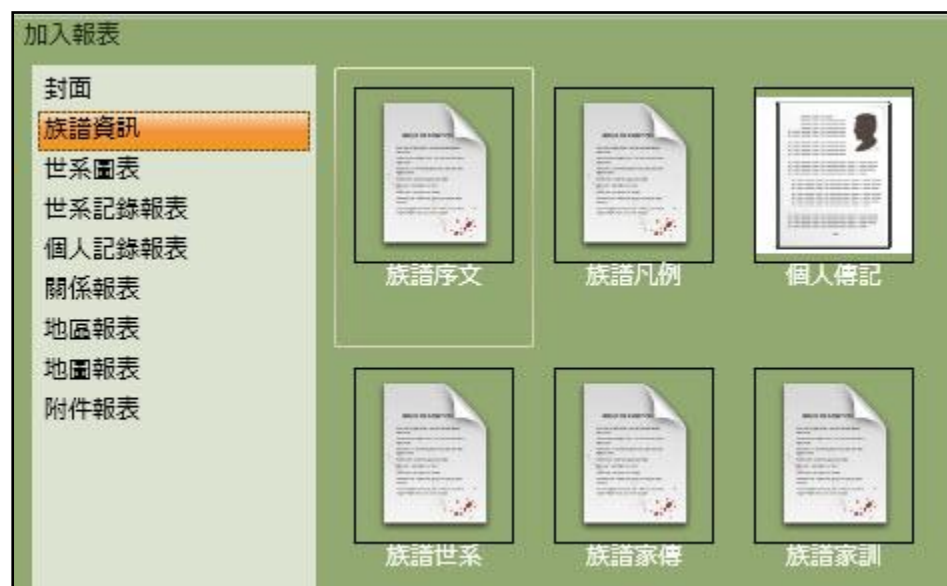 加入報表
封面
族譜資訊
世系圖表
世系記錄報表
個人記錄報表
關係報表
地區報表
地圖報表
附件報表
族譜序文
族譜凡例
個人傳記
族譜世系
族譜家傳
族譜家訓